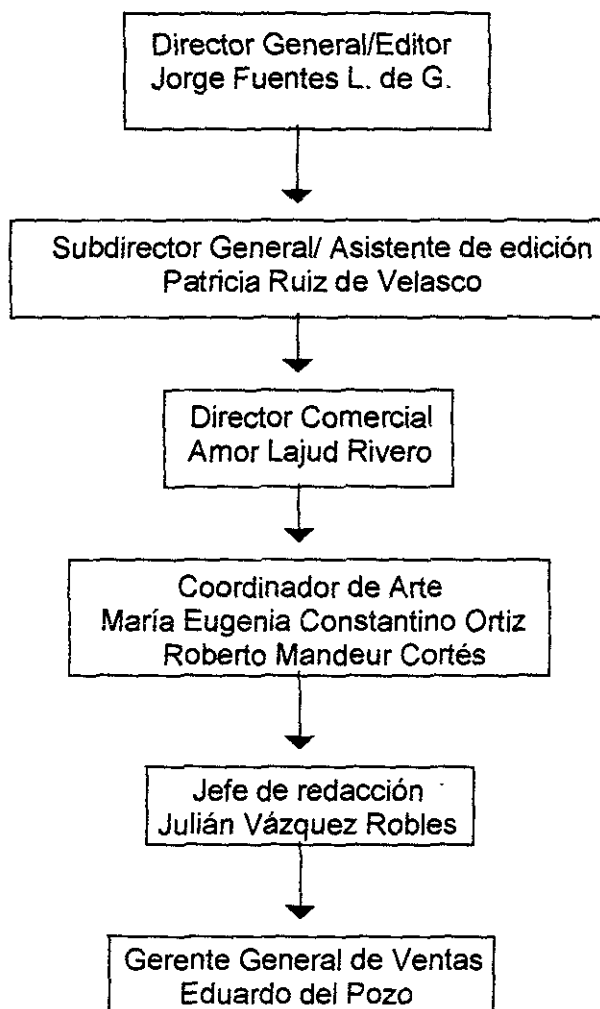 Director General/Editor
Jorge Fuentes L. de G.
Subdirector General/ Asistente de edición
Patricia Ruiz de Velasco
Director Comercial
Amor Lajud Rivero
Coordinador de Arte
María Eugenia Constantino Ortiz
Roberto Mandeur Cortés
Jefe de redacción
Julián Vázquez Robles
Gerente General de Ventas
Eduardo del Pozo